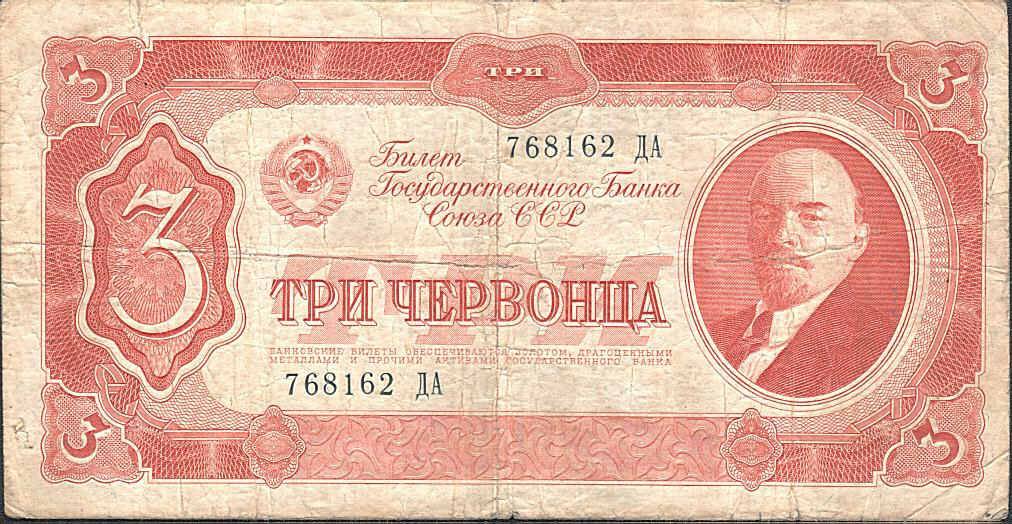 3 ТРИ 3
Билет 768162 ДА
Государственного Банка
Союза ССР
3
ТРИ
ТРИ ЧЕРВОНЦА
БАНКОВСКИЕ БИЛЕТЫ ОБЕСПЕЧИВАЮТСЯ ЗОЛОТОМ, ДРАГОЦЕННЫМИ
МЕТАЛЛАМИ И ПРОЧИМИ АКТИВАМИ ГОСУДАРСТВЕННОГО БАНКА
768162 ДА
3 3